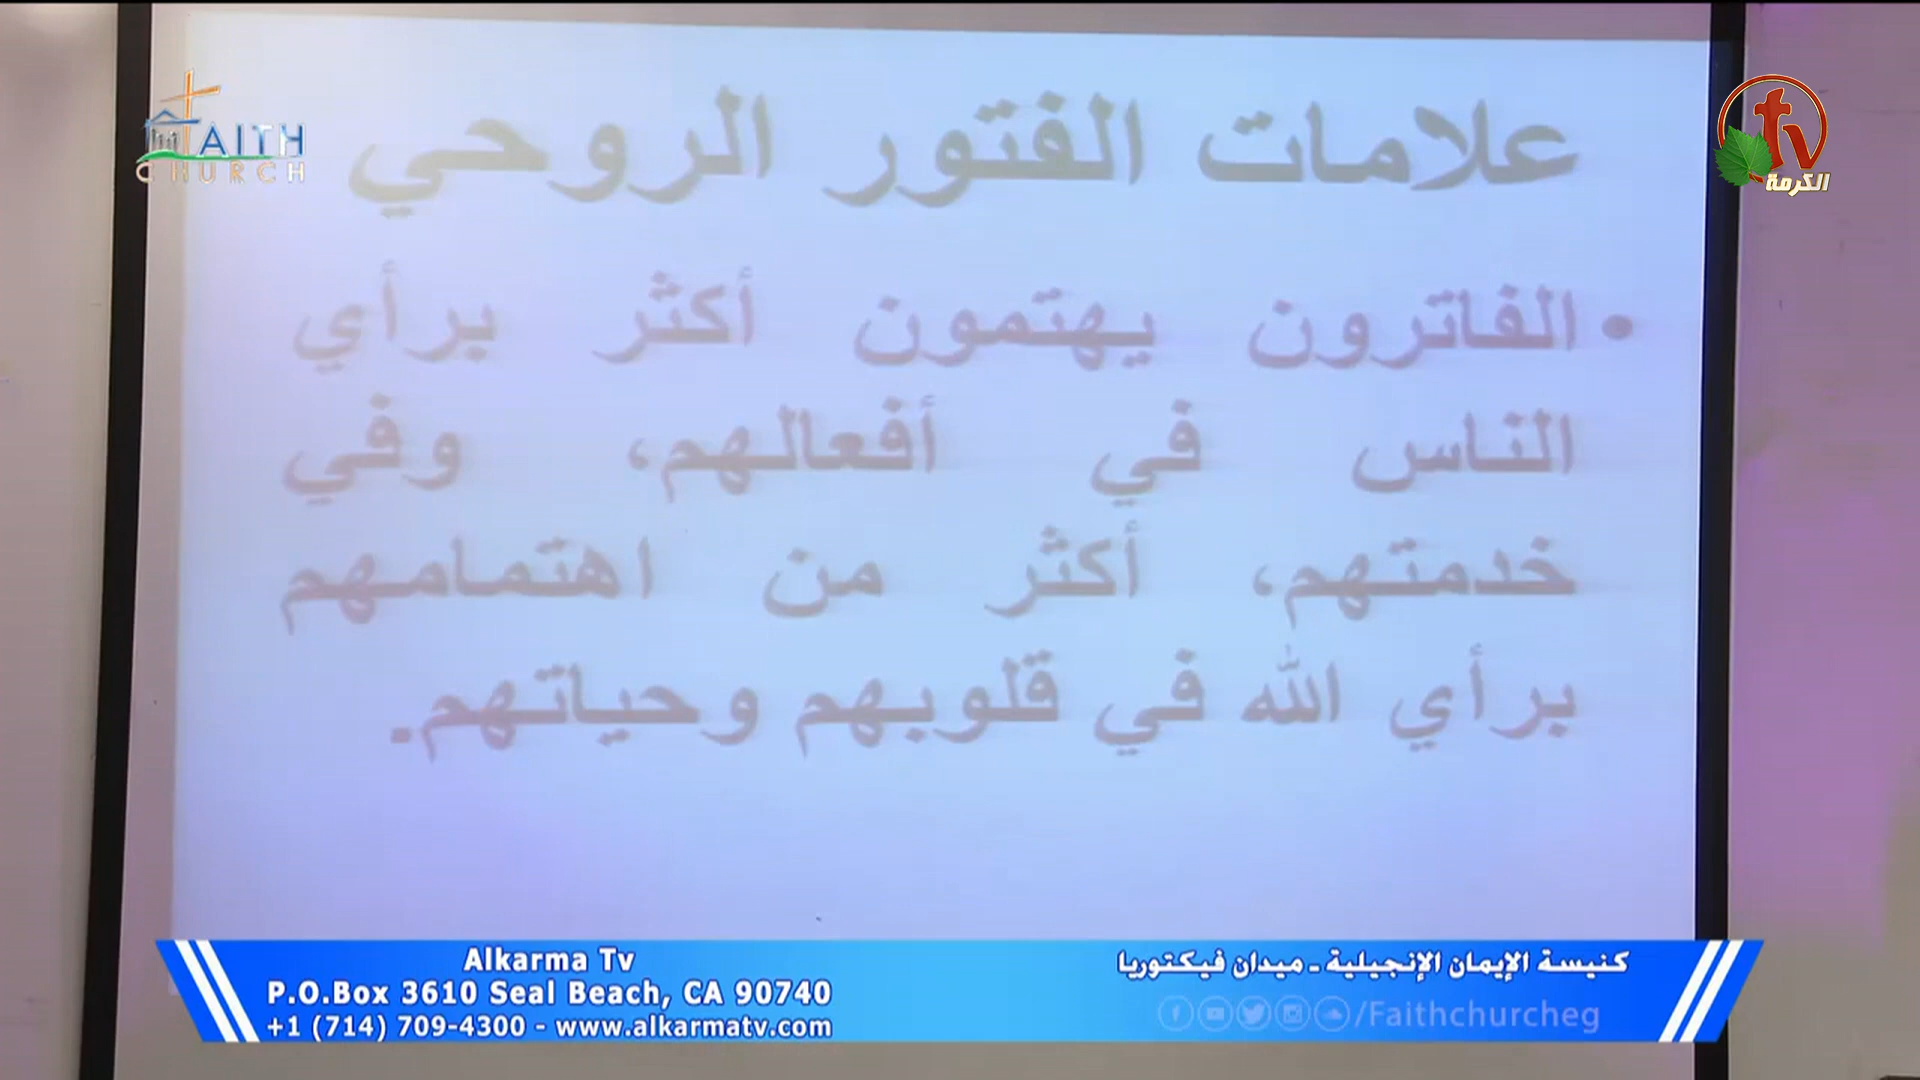 FAITH
CHURCH
tv
الكرمة
علامات الفتور الروحي
• الفاترون يهتمون أكثر برأي
الناس في أفعالهم، وفي
خدمتهم، أكثر من اهتمامهم
برأي الله في قلوبهم وحياتهم.
Alkarma Tv
P.O.Box 3610 Seal Beach, CA 90740
+1 (714) 709-4300 - www.alkarmatv.com
كنيسة الإيمان الإنجيلية - ميدان فيكتوريا
/Faithchurcheg